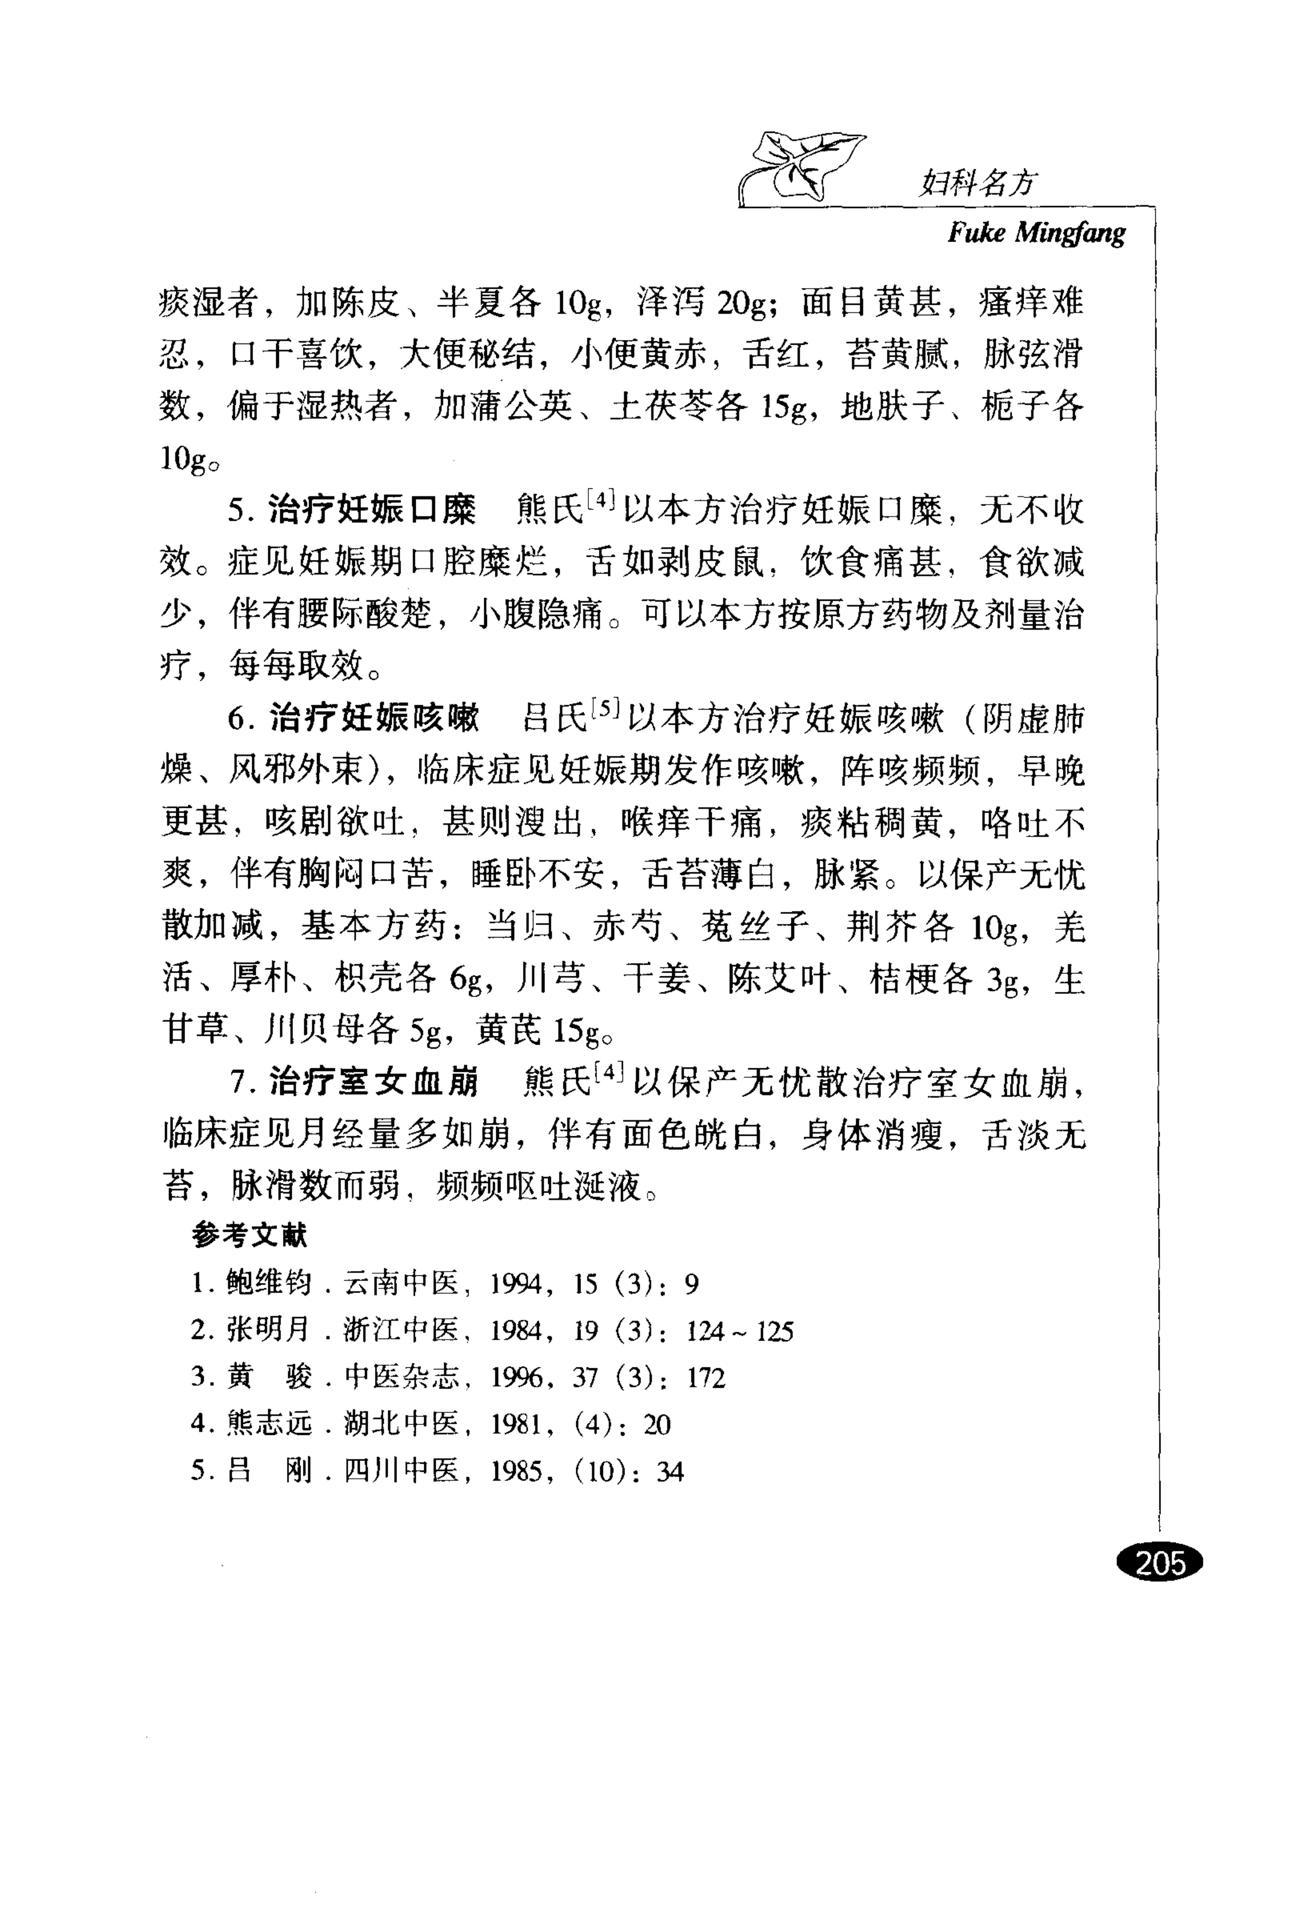 妇科名方
Fuke Mingfang
痰湿者，加陈皮、半夏各 10g，泽泻 20g；面目黄甚，瘙痒难
忍，口干喜饮，大便秘结，小便黄赤，舌红，苔黄腻，脉弦滑
数，偏于湿热者，加蒲公英、土茯苓各 15g，地肤子、栀子各
10g。
5. 治疗妊娠口糜　熊氏[4]以本方治疗妊娠口糜，无不收
效。症见妊娠期口腔糜烂，舌如剥皮鼠，饮食痛甚，食欲减
少，伴有腰际酸楚，小腹隐痛。可以本方按原方药物及剂量治
疗，每每取效。
6. 治疗妊娠咳嗽　吕氏[5]以本方治疗妊娠咳嗽（阴虚肺
燥、风邪外束），临床症见妊娠期发作咳嗽，阵咳频频，早晚
更甚，咳剧欲吐，甚则溲出，喉痒干痛，痰粘稠黄，咯吐不
爽，伴有胸闷口苦，睡卧不安，舌苔薄白，脉紧。以保产无忧
散加减，基本方药：当归、赤芍、菟丝子、荆芥各 10g，羌
活、厚朴、枳壳各 6g，川芎、干姜、陈艾叶、桔梗各 3g，生
甘草、川贝母各 5g，黄芪 15g。
7. 治疗室女血崩　熊氏[4]以保产无忧散治疗室女血崩，
临床症见月经量多如崩，伴有面色㿠白，身体消瘦，舌淡无
苔，脉滑数而弱，频频呕吐涎液。
参考文献
1. 鲍维钧．云南中医，1994，15（3）：9
2. 张明月．浙江中医，1984，19（3）：124～125
3. 黄　骏．中医杂志，1996，37（3）：172
4. 熊志远．湖北中医，1981，（4）：20
5. 吕　刚．四川中医，1985，（10）：34
205